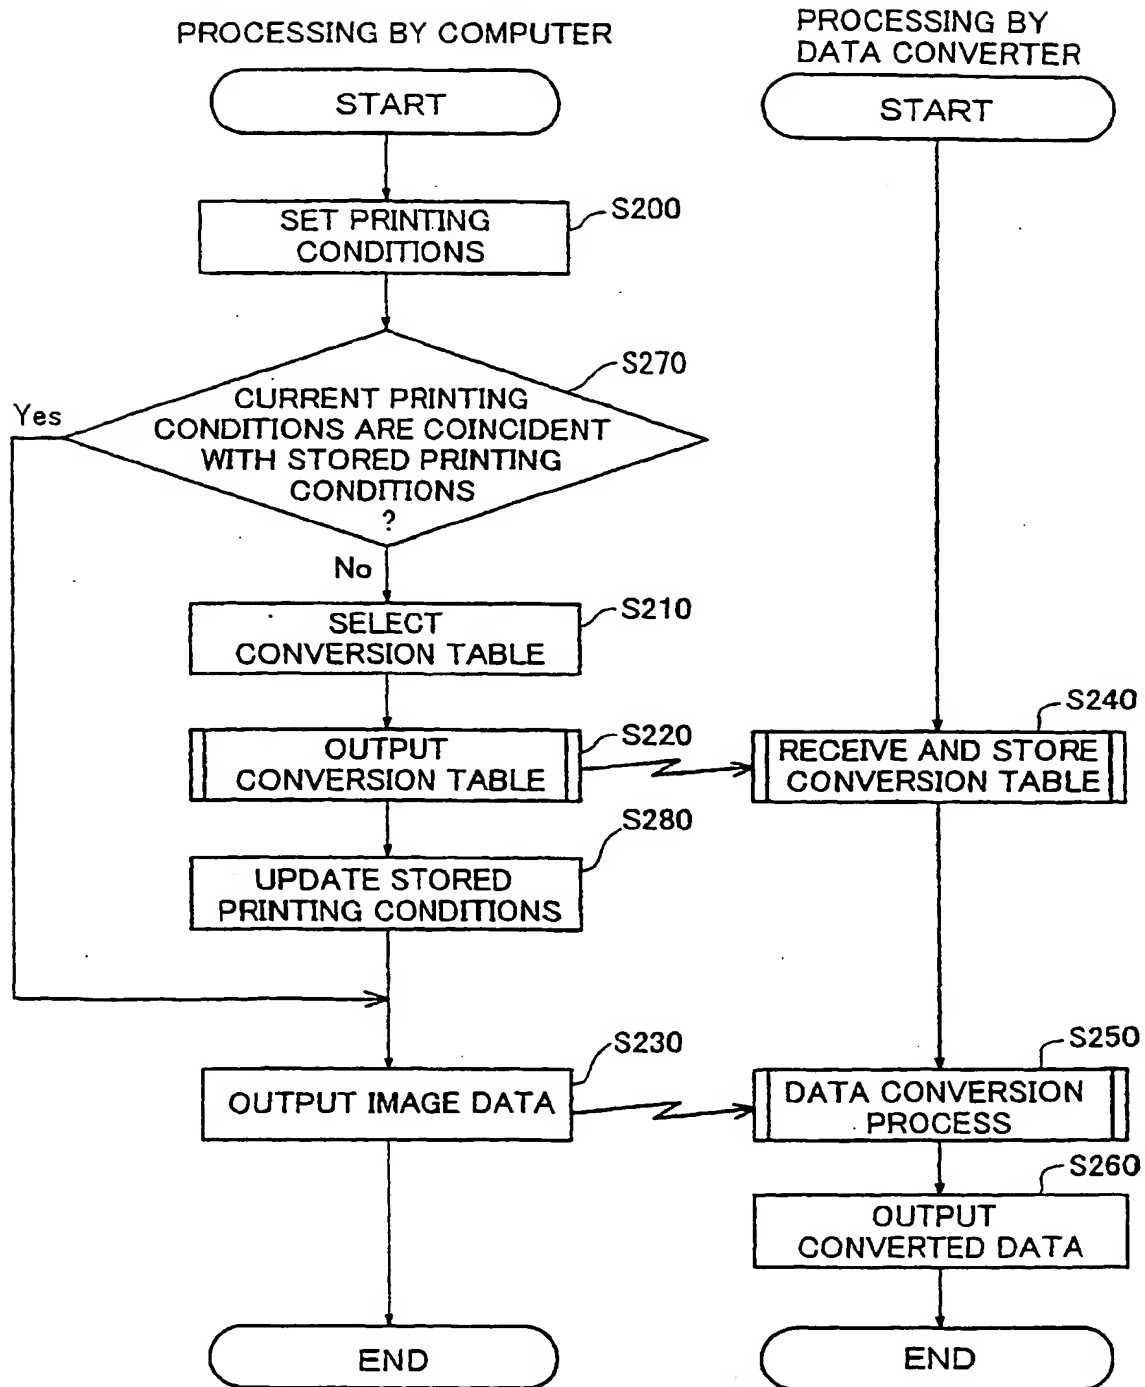 PROCESSING BY COMPUTER
START
SET PRINTING
CONDITIONS
S200
CURRENT PRINTING
CONDITIONS ARE COINCIDENT
WITH STORED PRINTING
CONDITIONS
?
S270
Yes
No
SELECT
CONVERSION TABLE
S210
OUTPUT
CONVERSION TABLE
S220
UPDATE STORED
PRINTING CONDITIONS
S280
OUTPUT IMAGE DATA
S230
END
PROCESSING BY
DATA CONVERTER
START
RECEIVE AND STORE
CONVERSION TABLE
S240
DATA CONVERSION
PROCESS
S250
OUTPUT
CONVERTED DATA
S260
END